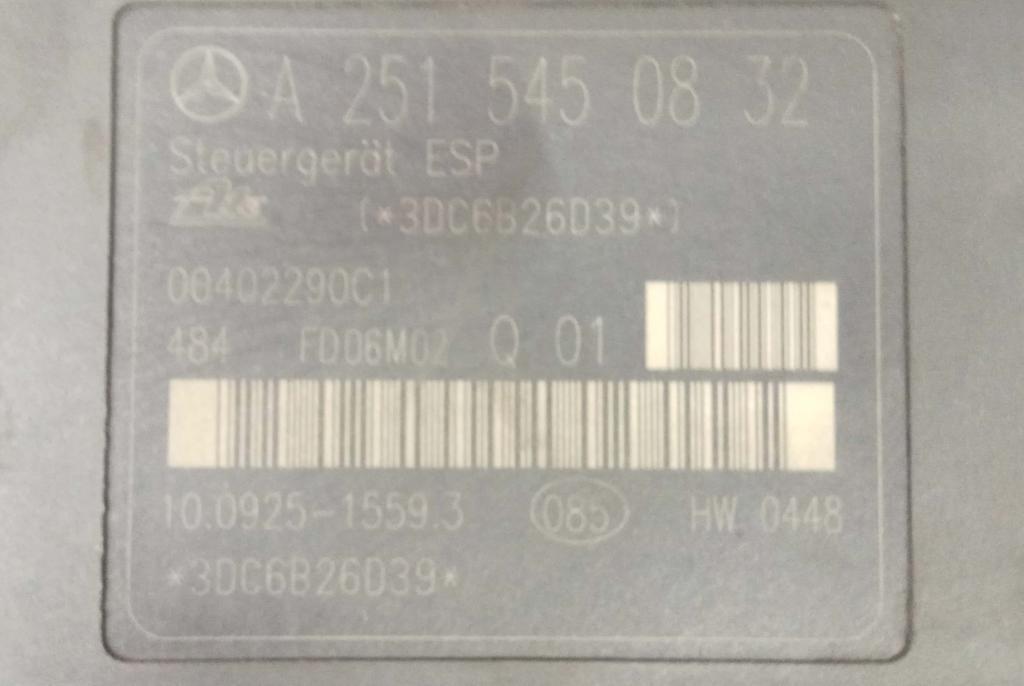 A 251 545 08 32
Steuergerät ESP
(*3DC6B26D39*)
00402290C1
484 FD06M02 Q 01
10.0925-1559.3 085 HW 0448
*3DC6B26D39*